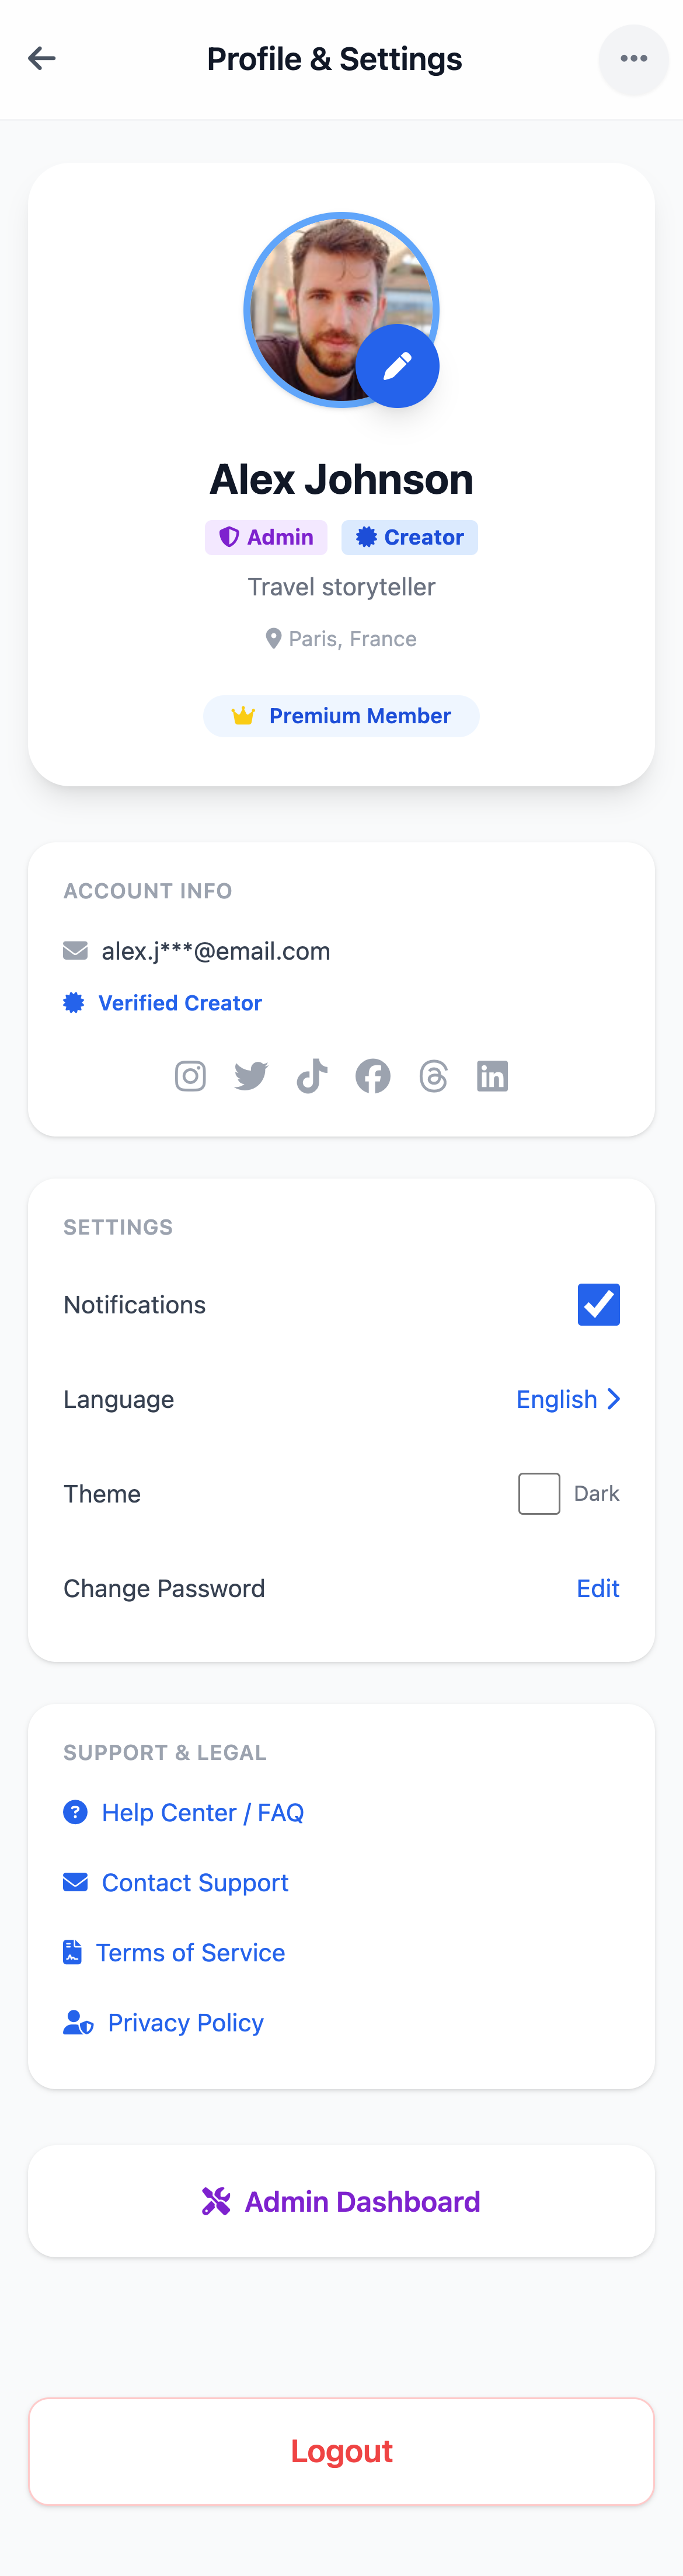 Profile & Settings
Alex Johnson
Admin
Creator
Travel storyteller
Paris, France
Premium Member
ACCOUNT INFO
alex.j***@email.com
Verified Creator
SETTINGS
Notifications
Language
English
Theme
Dark
Change Password
Edit
SUPPORT & LEGAL
Help Center / FAQ
Contact Support
Terms of Service
Privacy Policy
Admin Dashboard
Logout